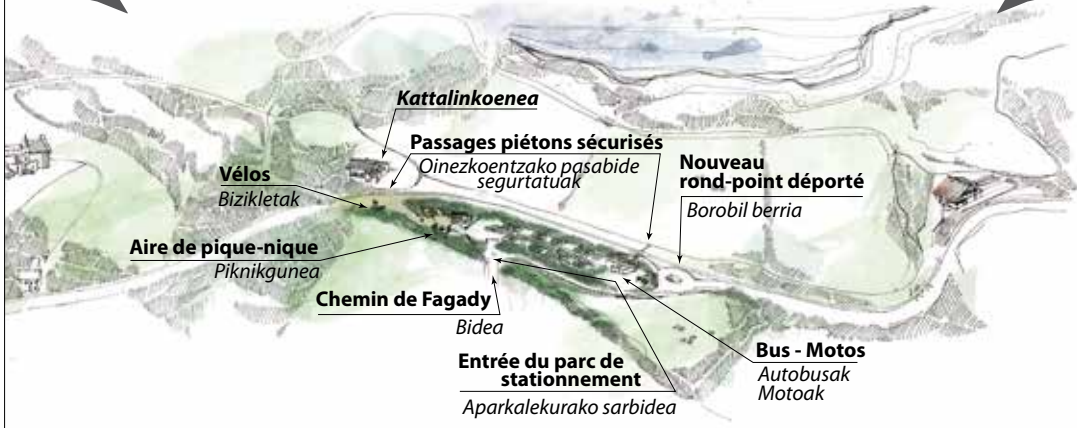 Kattalinkoenea
Passages piétons sécurisés
Oinezkoentzako pasabide
segurtatuak
Nouveau
rond-point déporté
Borobil berria
Vélos
Bizikletak
Aire de pique-nique
Piknikgunea
Chemin de Fagady
Bidea
Entrée du parc de
stationnement
Aparkalekurako sarbidea
Bus - Motos
Autobusak
Motoak